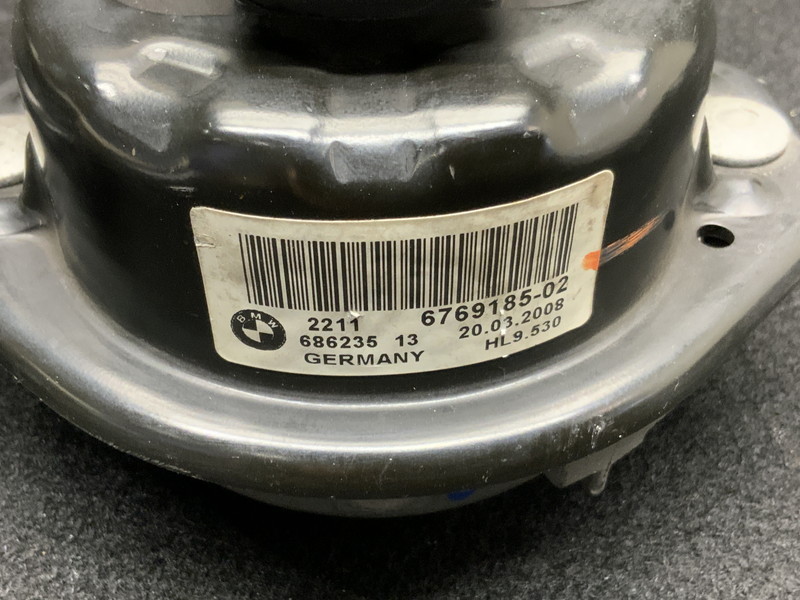 BMW
2211 6769185-02
686235 13 20.03.2008
GERMANY HL9.530